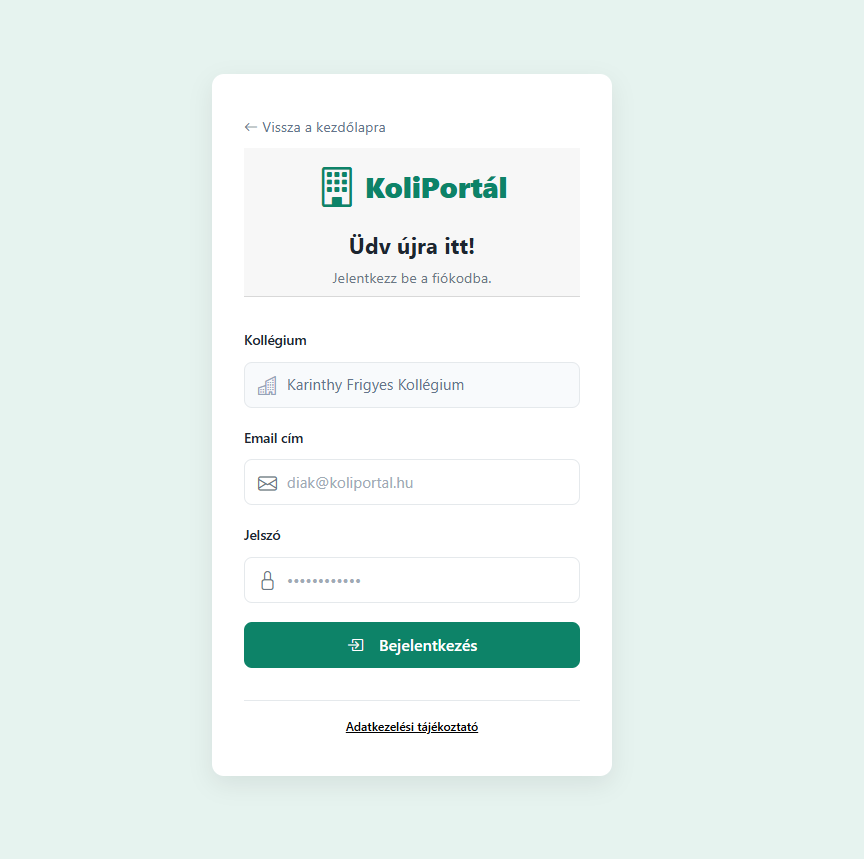 ← Vissza a kezdőlapra
KoliPortál
Üdv újra itt!
Jelentkezz be a fiókodba.
Kollégium
Karinthy Frigyes Kollégium
Email cím
diak@koliportal.hu
Jelszó
••••••••••••
Bejelentkezés
Adatkezelési tájékoztató